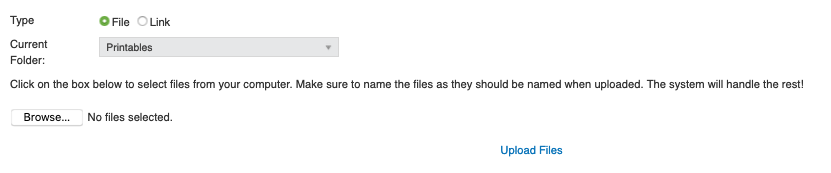 Type File Link
Current Folder: Printables
Click on the box below to select files from your computer. Make sure to name the files as they should be named when uploaded. The system will handle the rest!
Browse... No files selected.
Upload Files